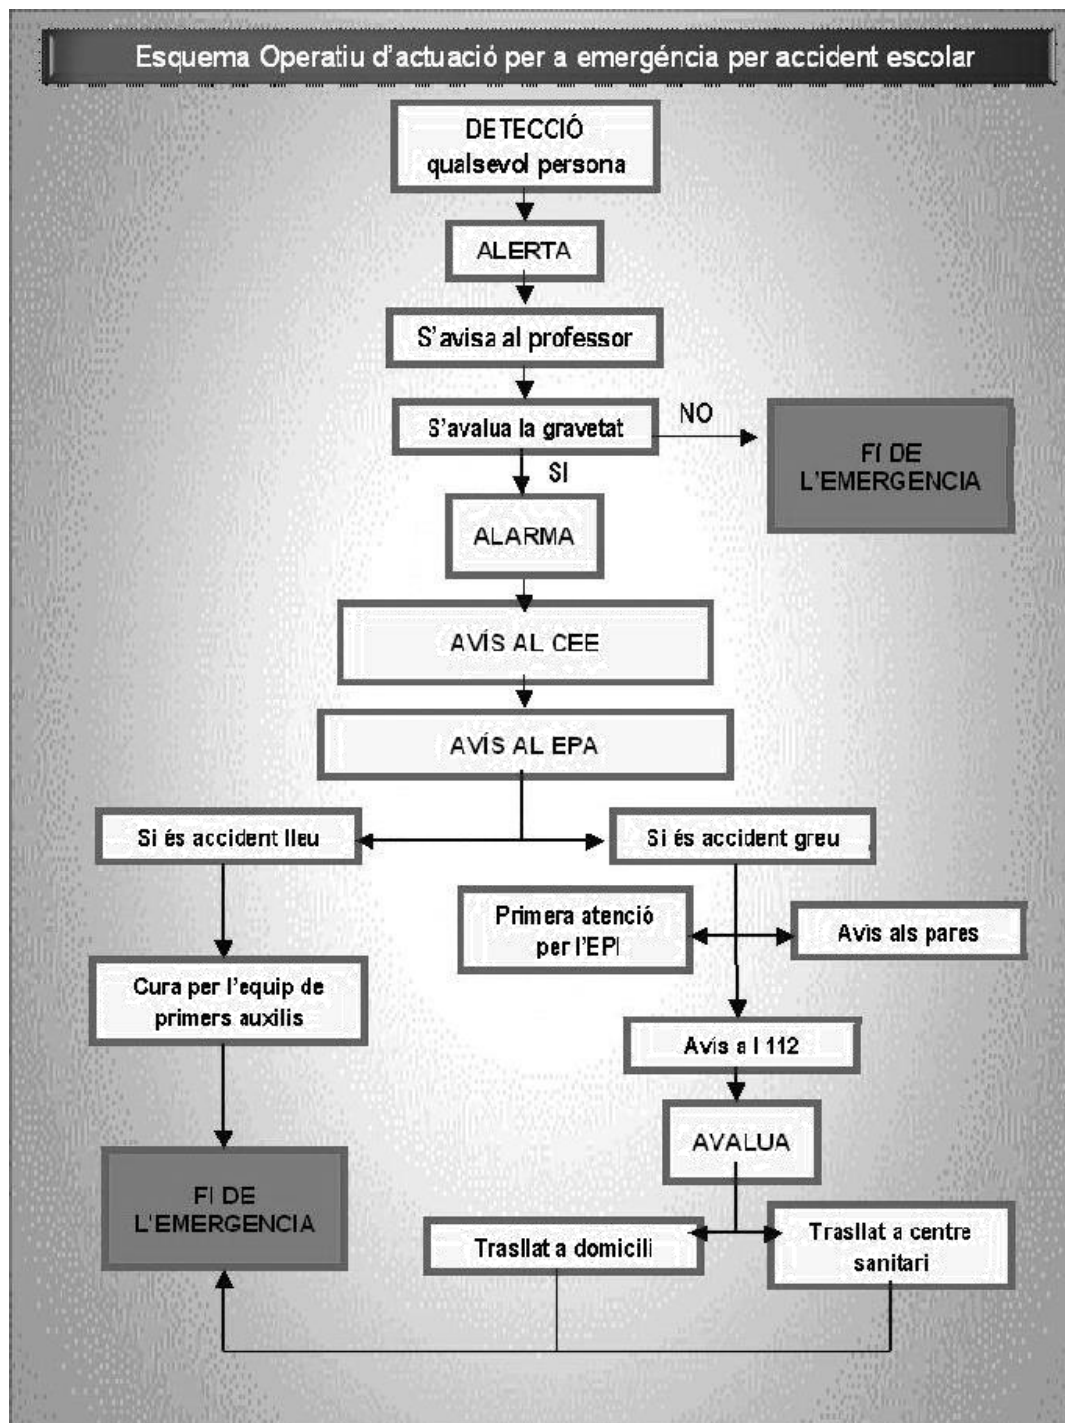 Esquema Operatiu d'actuació per a emergéncia per accident escolar
DETECCIÓ
qualsevol persona
ALERTA
S'avisa al professor
S'avalua la gravetat
NO
FI DE
L'EMERGENCIA
SI
ALARMA
AVÍS AL CEE
AVÍS AL EPA
Si és accident lleu
Si és accident greu
Primera atenció
per l'EPI
Avís als pares
Cura per l'equip de
primers auxilis
Avís a l 112
AVALUA
FI DE
L'EMERGENCIA
Trasllat a domicili
Trasllat a centre
sanitari